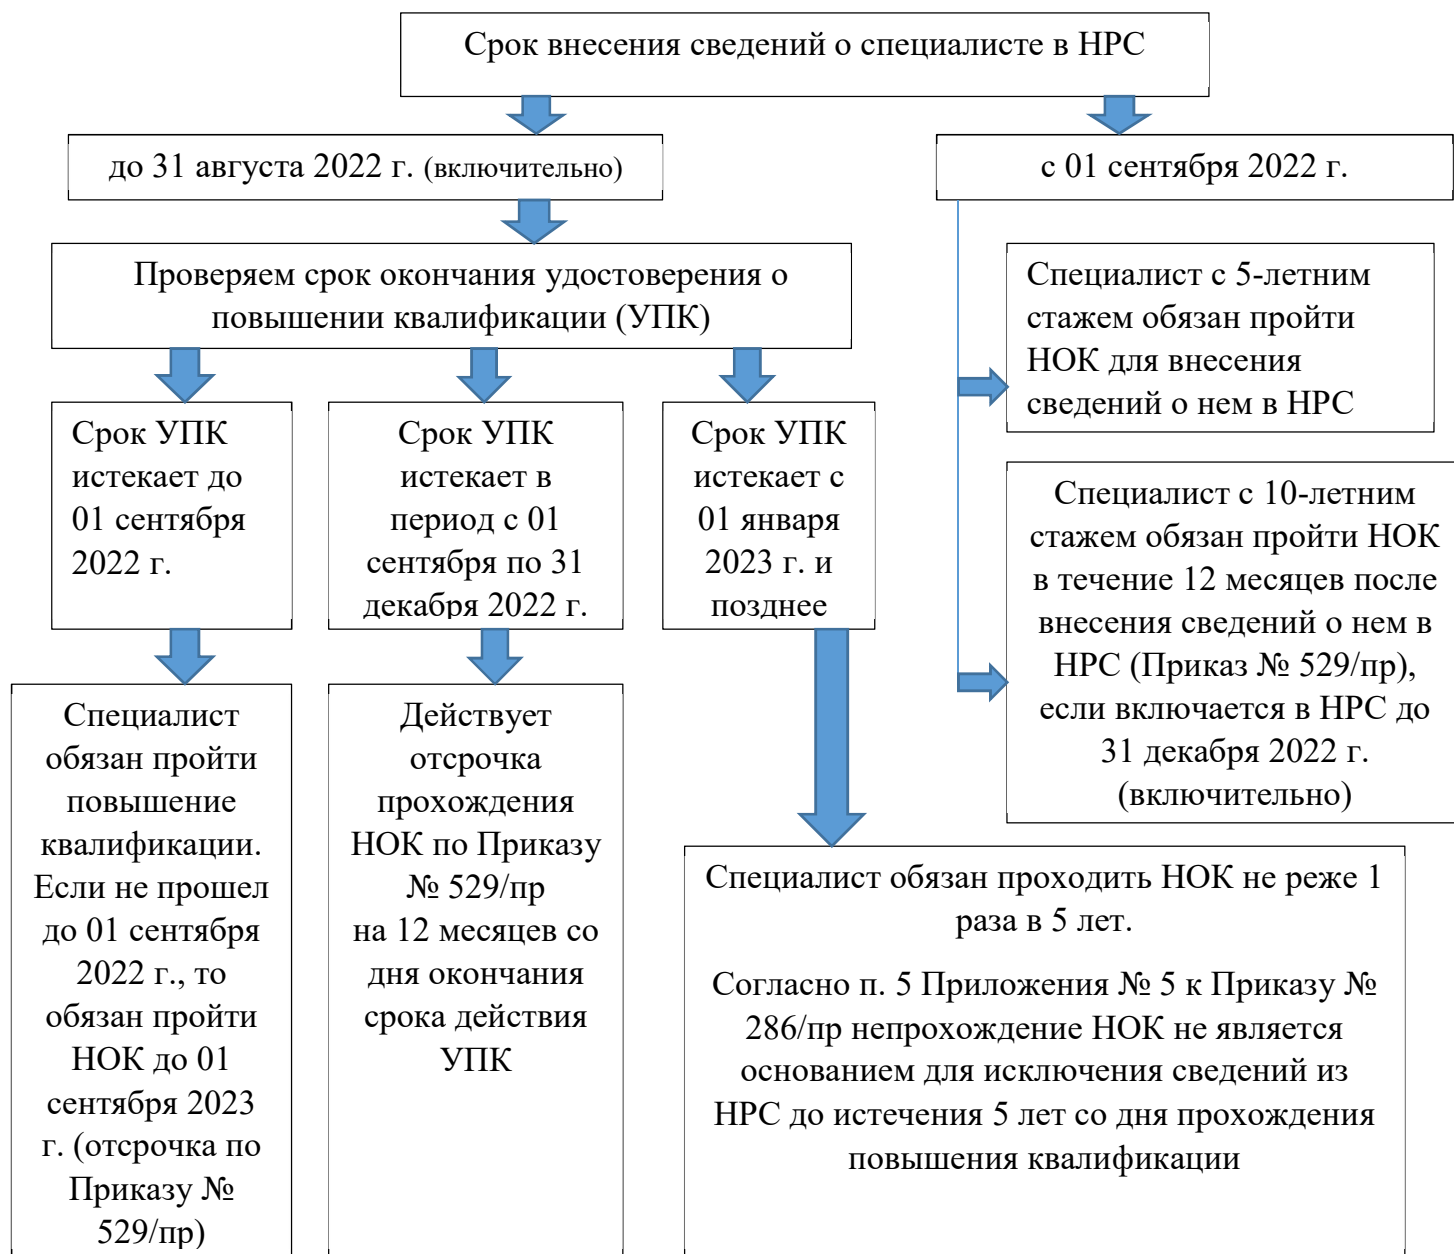 Срок внесения сведений о специалисте в НРС
до 31 августа 2022 г. (включительно)
с 01 сентября 2022 г.
Проверяем срок окончания удостоверения о
повышении квалификации (УПК)
Специалист с 5-летним
стажем обязан пройти
НОК для внесения
сведений о нем в НРС
Срок УПК
истекает до
01 сентября
2022 г.
Срок УПК
истекает в
период с 01
сентября по 31
декабря 2022 г.
Срок УПК
истекает с
01 января
2023 г. и
позднее
Специалист с 10-летним
стажем обязан пройти НОК
в течение 12 месяцев после
внесения сведений о нем в
НРС (Приказ № 529/пр),
если включается в НРС до
31 декабря 2022 г.
(включительно)
Специалист
обязан пройти
повышение
квалификации.
Если не прошел
до 01 сентября
2022 г., то
обязан пройти
НОК до 01
сентября 2023
г. (отсрочка по
Приказу №
529/пр)
Действует
отсрочка
прохождения
НОК по Приказу
№ 529/пр
на 12 месяцев со
дня окончания
срока действия
УПК
Специалист обязан проходить НОК не реже 1
раза в 5 лет.
Согласно п. 5 Приложения № 5 к Приказу №
286/пр непрохождение НОК не является
основанием для исключения сведений из
НРС до истечения 5 лет со дня прохождения
повышения квалификации